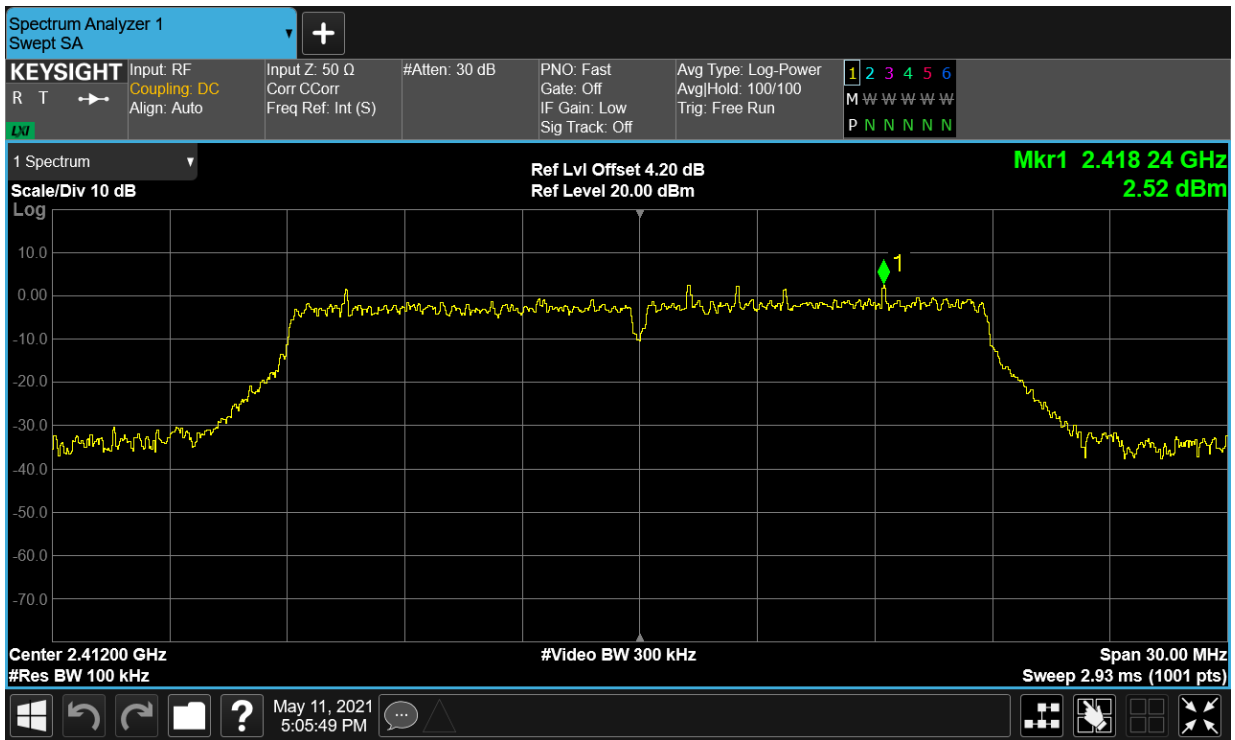 Spectrum Analyzer 1
Swept SA
KEYSIGHT
R T
LXI
Input: RF
Coupling: DC
Align: Auto
Input Z: 50 Ω
Corr CCorr
Freq Ref: Int (S)
#Atten: 30 dB
PNO: Fast
Gate: Off
IF Gain: Low
Sig Track: Off
Avg Type: Log-Power
Avg|Hold: 100/100
Trig: Free Run
1 2 3 4 5 6
M W W W W W
P N N N N N
1 Spectrum
Scale/Div 10 dB
Log
Ref Lvl Offset 4.20 dB
Ref Level 20.00 dBm
Mkr1 2.418 24 GHz
2.52 dBm
1
10.0
0.00
-10.0
-20.0
-30.0
-40.0
-50.0
-60.0
-70.0
Center 2.41200 GHz
#Res BW 100 kHz
#Video BW 300 kHz
Span 30.00 MHz
Sweep 2.93 ms (1001 pts)
?
May 11, 2021
5:05:49 PM